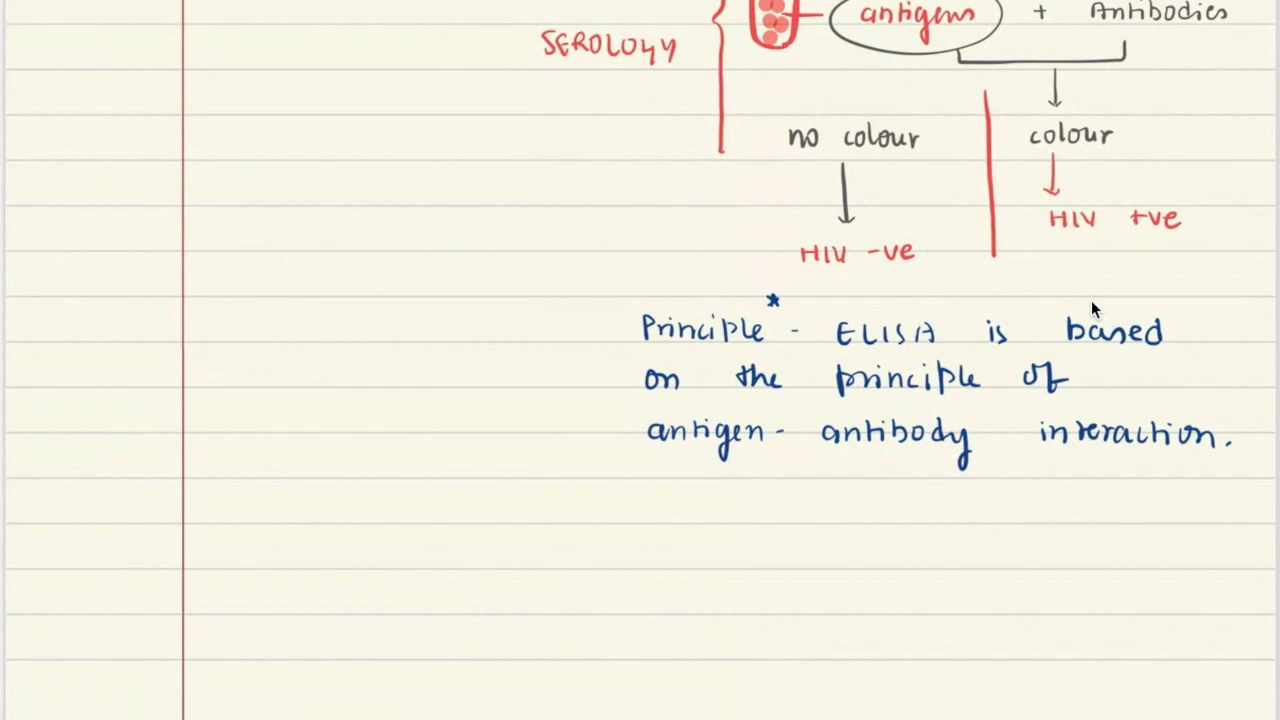 antigens + Antibodies
SEROLOGY
no colour colour
HIV +ve
HIV -ve
Principle* - ELISA is based
on the principle of
antigen - antibody interaction.